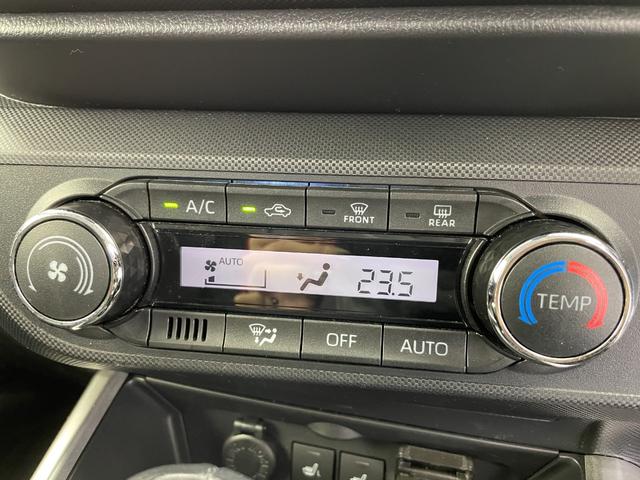 A/C
FRONT
REAR
AUTO
23.5
TEMP
OFF
AUTO